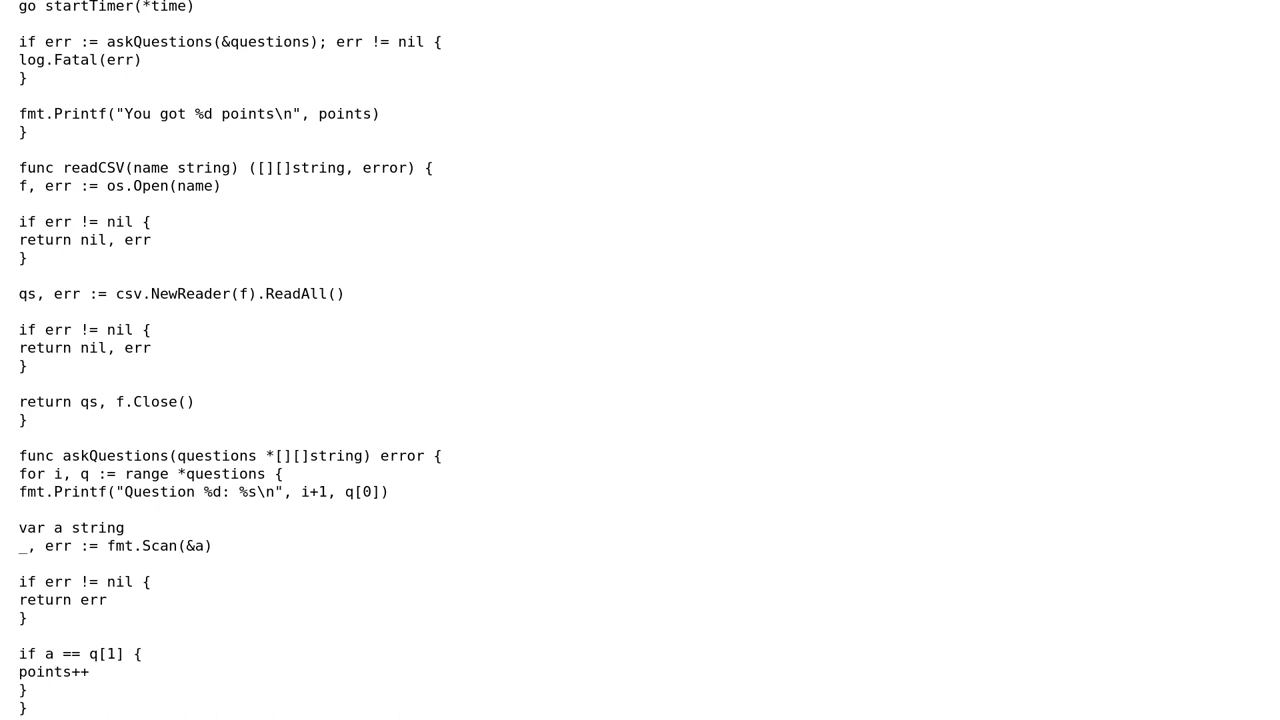 go startTimer(*time)
if err := askQuestions(&questions); err != nil {
log.Fatal(err)
}
fmt.Printf("You got %d points\n", points)
}
func readCSV(name string) ([][]string, error) {
f, err := os.Open(name)
if err != nil {
return nil, err
}
qs, err := csv.NewReader(f).ReadAll()
if err != nil {
return nil, err
}
return qs, f.Close()
}
func askQuestions(questions *[][]string) error {
for i, q := range *questions {
fmt.Printf("Question %d: %s\n", i+1, q[0])
var a string
_, err := fmt.Scan(&a)
if err != nil {
return err
}
if a == q[1] {
points++
}
}